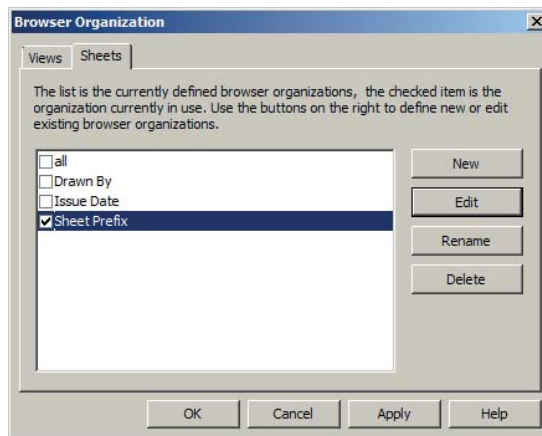 Browser Organization
Views
Sheets
The list is the currently defined browser organizations,  the checked item is the
organization currently in use. Use the buttons on the right to define new or edit
existing browser organizations.
all
Drawn By
Issue Date
Sheet Prefix
New
Edit
Rename
Delete
OK
Cancel
Apply
Help